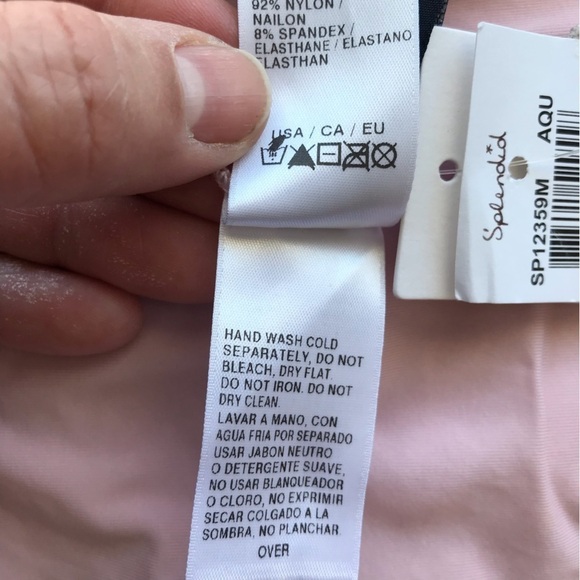 92% NYLON /
NAILON
8% SPANDEX /
ELASTHANE / ELASTANO
ELASTHAN
USA / CA / EU
HAND WASH COLD
SEPARATELY, DO NOT
BLEACH, DRY FLAT.
DO NOT IRON. DO NOT
DRY CLEAN.
LAVAR A MANO, CON
AGUA FRIA POR SEPARADO
USAR JABON NEUTRO
O DETERGENTE SUAVE,
NO USAR BLANQUEADOR
O CLORO, NO EXPRIMIR
SECAR COLGADO A LA
SOMBRA, NO PLANCHAR.
OVER
Splendid
SP12359M AQU